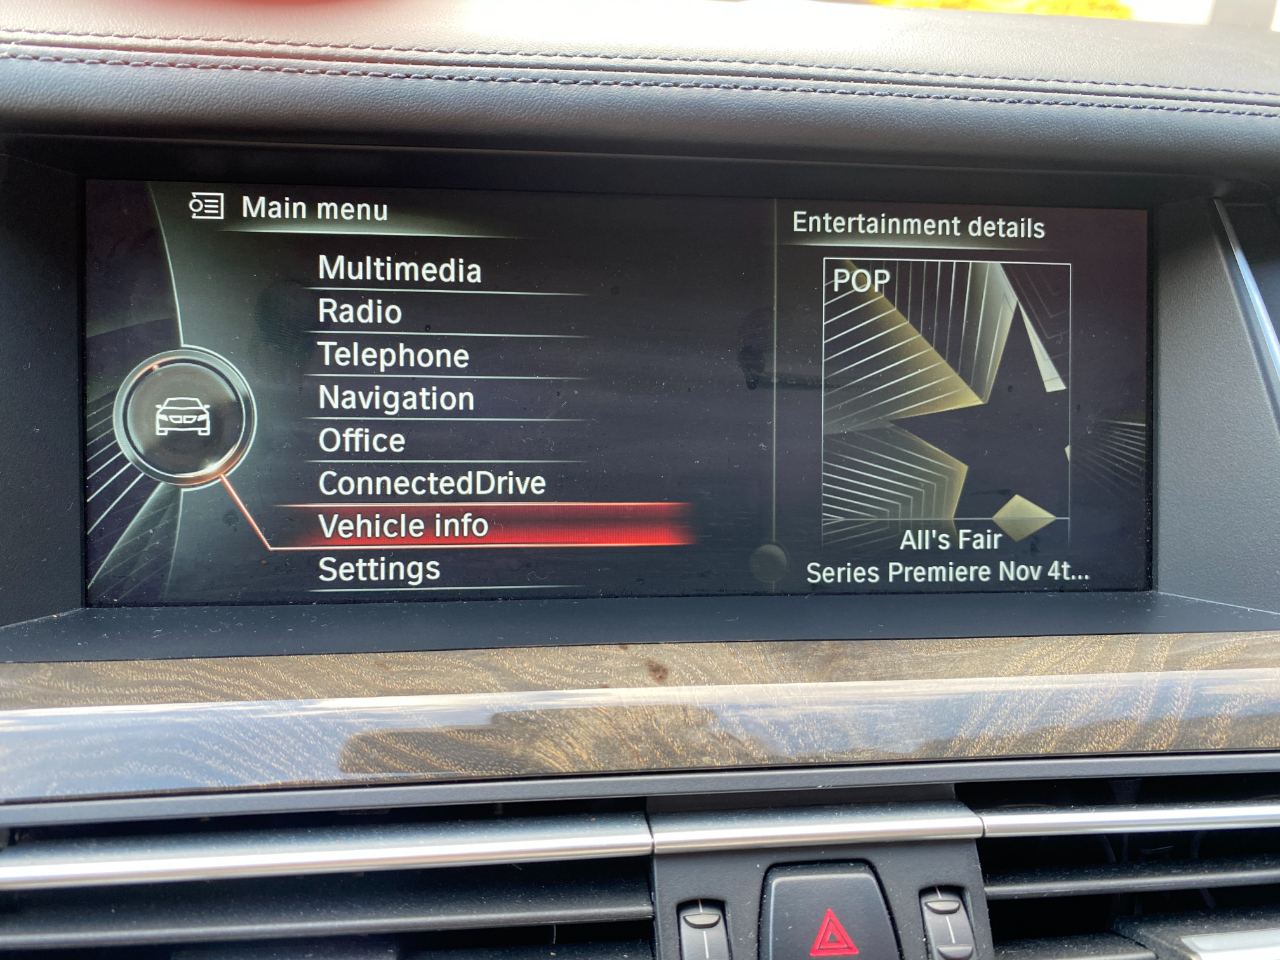 Main menu
Multimedia
Radio
Telephone
Navigation
Office
ConnectedDrive
Vehicle info
Settings
Entertainment details
POP
All's Fair
Series Premiere Nov 4t...